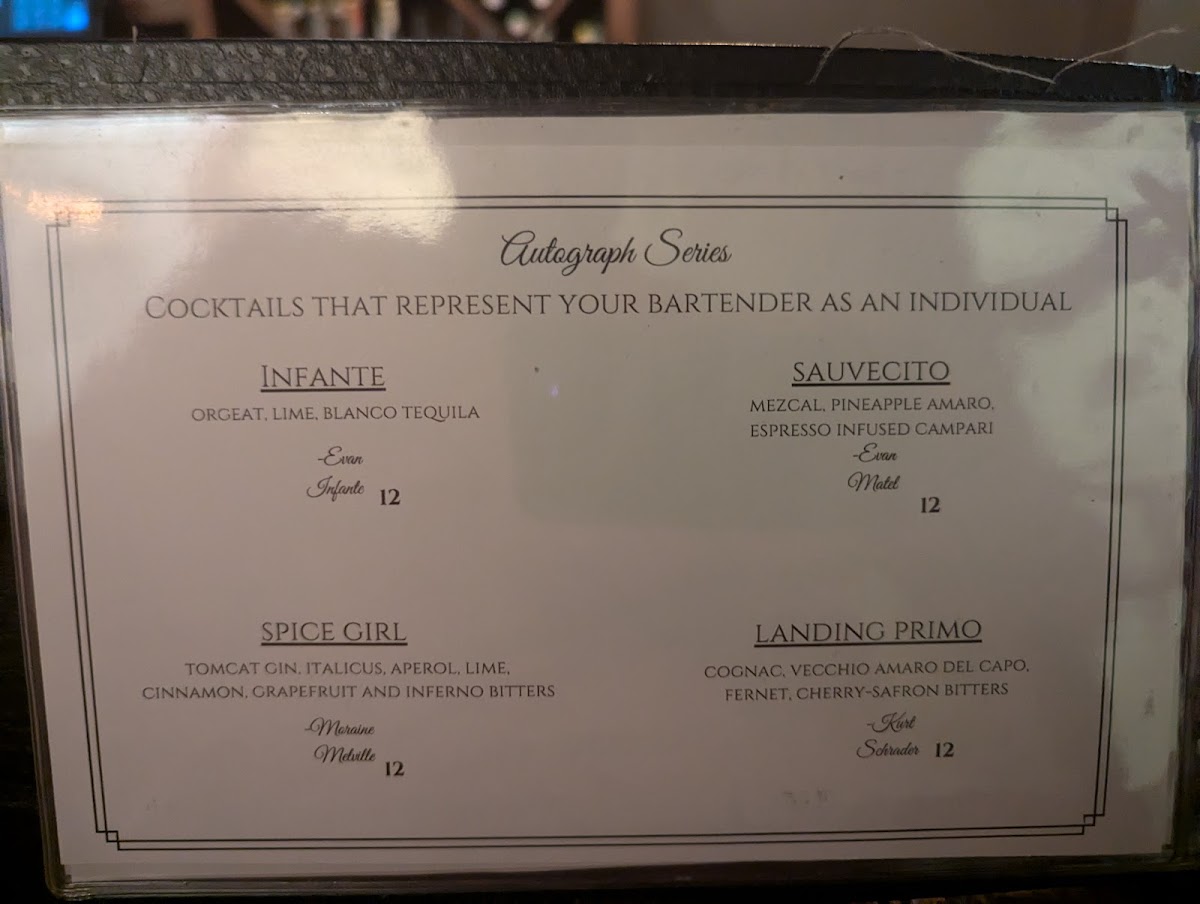 Autograph Series
Cocktails that represent your bartender as an individual
Infante
orgeat, lime, blanco tequila
-Evan
Infante 12
SAUVECITO
mezcal, pineapple amaro,
espresso infused campari
-Evan
Matel
12
SPICE GIRL
tomcat gin, italicus, aperol, lime,
cinnamon, grapefruit and inferno bitters
-Moraine
Melville
12
LANDING PRIMO
cognac, vecchio amaro del capo,
fernet, cherry-safron bitters
-Kurt
Schrader 12